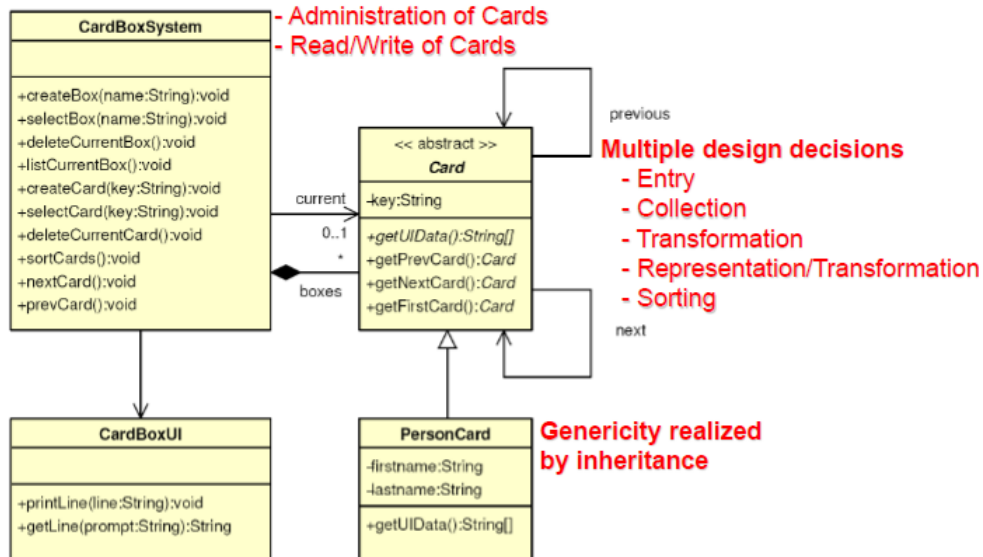 CardBoxSystem
- Administration of Cards
- Read/Write of Cards
+createBox(name:String):void
+selectBox(name:String):void
+deleteCurrentBox():void
+listCurrentBox():void
+createCard(key:String):void
+selectCard(key:String):void
+deleteCurrentCard():void
+sortCards():void
+nextCard():void
+prevCard():void
current
0..1
*
boxes
<< abstract >>
Card
-key:String
+getUIData():String[]
+getPrevCard():Card
+getNextCard():Card
+getFirstCard():Card
previous
Multiple design decisions
- Entry
- Collection
- Transformation
- Representation/Transformation
- Sorting
next
CardBoxUI
+printLine(line:String):void
+getLine(prompt:String):String
PersonCard
-firstname:String
-lastname:String
+getUIData():String[]
Genericity realized
by inheritance